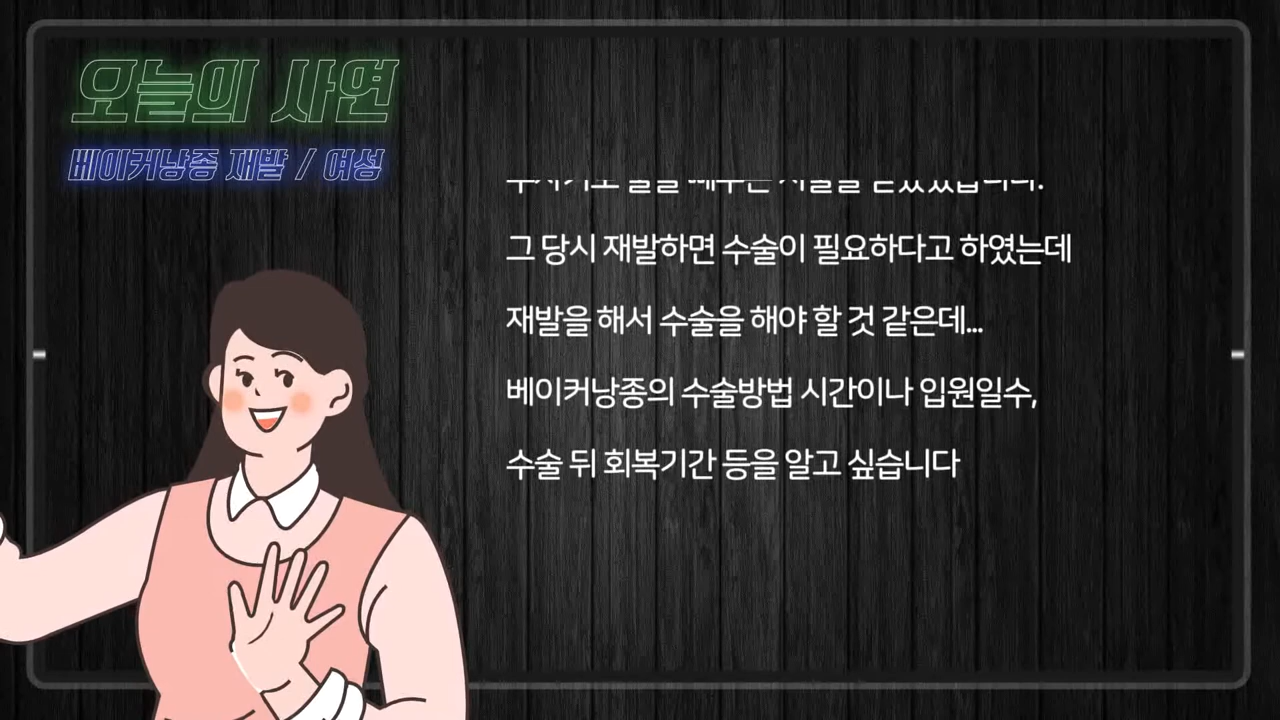 오늘의 사연
베이커낭종 재발 / 여성
그 당시 재발하면 수술이 필요하다고 하였는데
재발을 해서 수술을 해야 할 것 같은데...
베이커낭종의 수술방법 시간이나 입원일수,
수술 뒤 회복기간 등을 알고 싶습니다